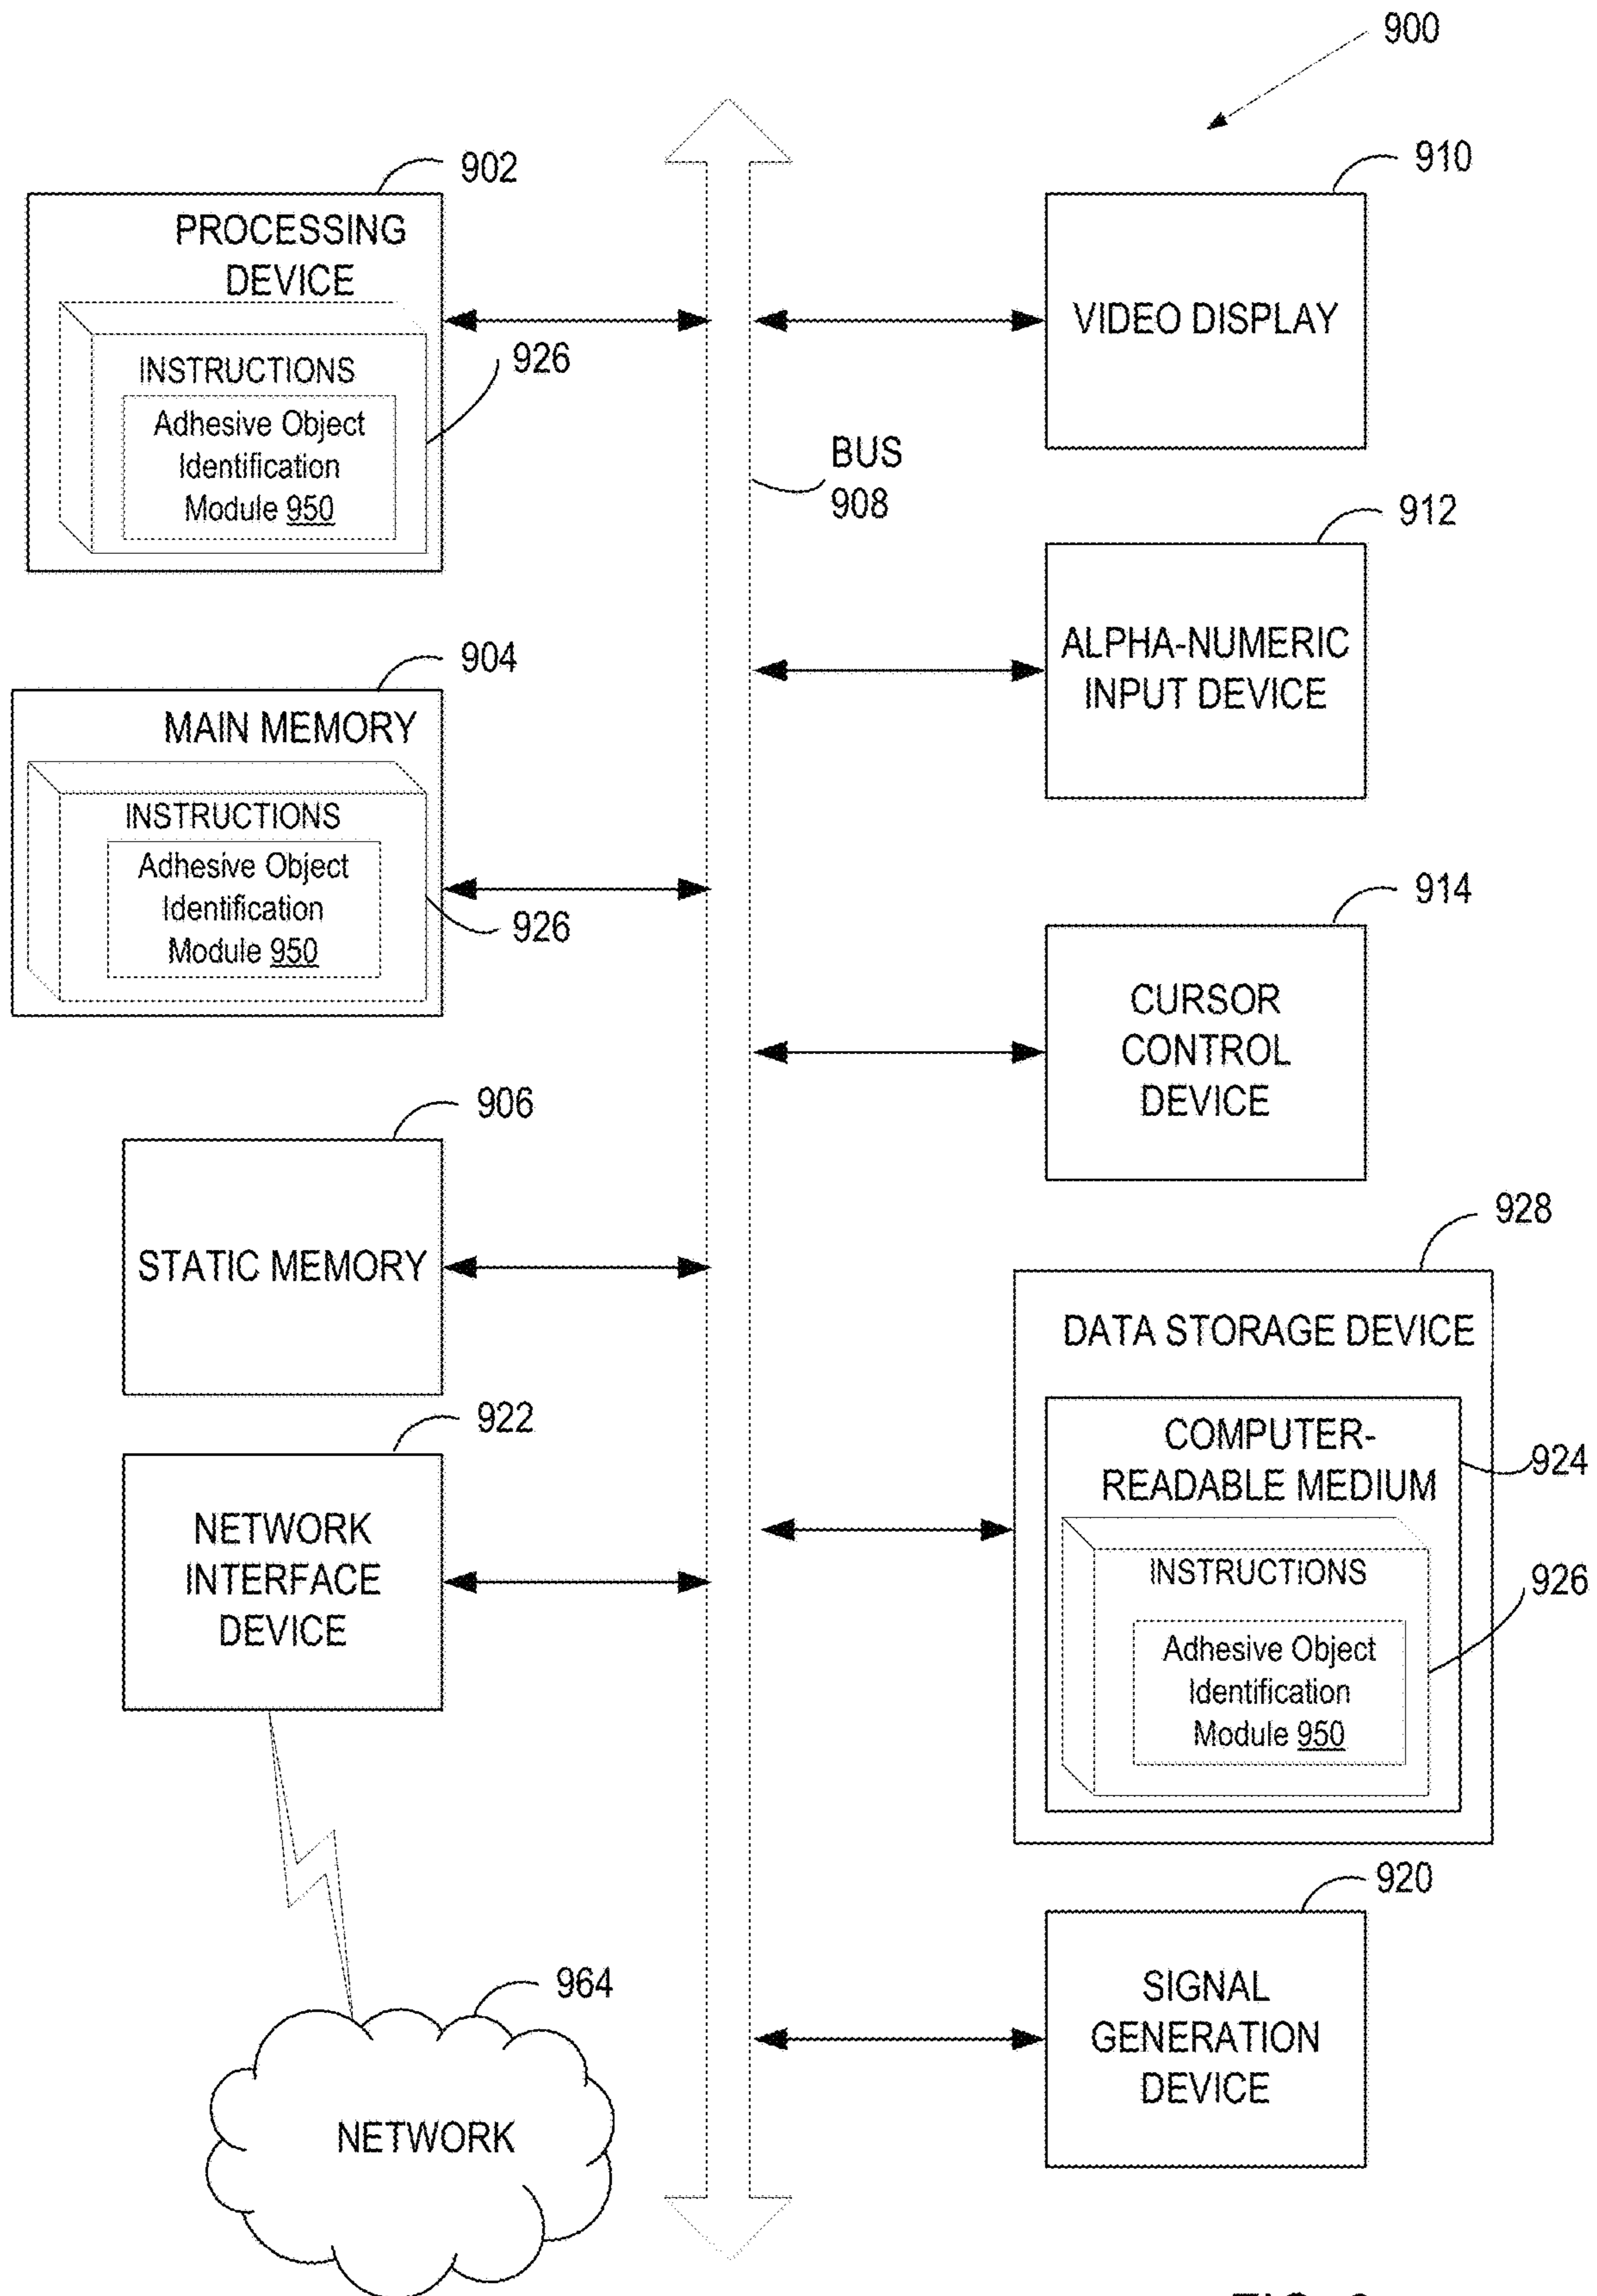 900
902
PROCESSING
DEVICE
INSTRUCTIONS
Adhesive Object
Identification
Module 950
926
904
MAIN MEMORY
INSTRUCTIONS
Adhesive Object
Identification
Module 950
926
906
STATIC MEMORY
922
NETWORK
INTERFACE
DEVICE
964
NETWORK
BUS
908
910
VIDEO DISPLAY
912
ALPHA-NUMERIC
INPUT DEVICE
914
CURSOR
CONTROL
DEVICE
928
DATA STORAGE DEVICE
COMPUTER-
READABLE MEDIUM
924
INSTRUCTIONS
926
Adhesive Object
Identification
Module 950
920
SIGNAL
GENERATION
DEVICE